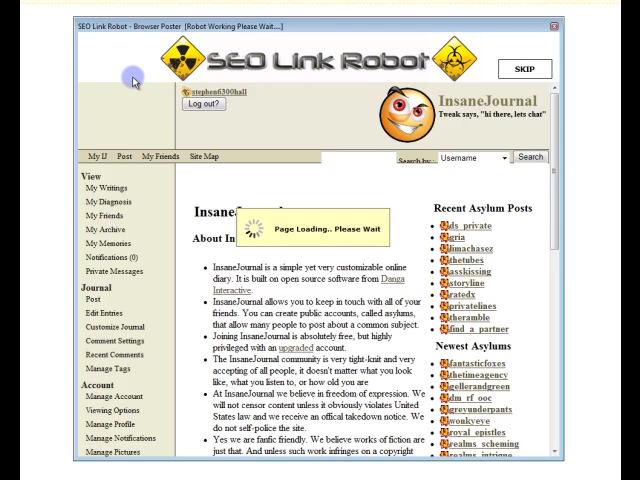 SEO Link Robot - Browser Poster [Robot Working Please Wait....]
SEO Link Robot
SKIP
stephen6300hall
Log out?
InsaneJournal
Tweak says, "hi there, lets chat"
My IJ Post My Friends Site Map
Search by: Username Search
View
My Writings
My Diagnosis
My Friends
My Archive
My Memories
Notifications (0)
Private Messages
Journal
Post
Edit Entries
Customize Journal
Comment Settings
Recent Comments
Manage Tags
Account
Manage Account
Viewing Options
Manage Profile
Manage Notifications
Manage Pictures
Page Loading.. Please Wait
About
InsaneJournal is a simple yet very customizable online
diary. It is built on open source software from Danga
Interactive.
InsaneJournal allows you to keep in touch with all of your
friends. You can create public accounts, called asylums,
that allow many people to post about a common subject.
Joining InsaneJournal is absolutely free, but highly
privileged with an upgraded account.
The InsaneJournal community is very tight-knit and very
accepting of all people, it doesn't matter what you look
like, what you listen to, or how old you are
At InsaneJournal we believe in freedom of expression. We
will not censor content unless it obviously violates United
States law and we receive an offical takedown notice. We
do not self-police the site.
Yes we are fanfic friendly. We believe works of fiction are
just that. And unless such work infringes on a copyright
Recent Asylum Posts
ds_private
gria
limachasez
thetubes
asskissing
storyline
ratedx
privatelines
theramble
find_a_partner
Newest Asylums
fantasticfoxes
thetimeagency
gellerandgreen
dm_rf_ooc
greyunderpants
wonkyeye
royal_epistles
realms_scheming
realms_intrigue